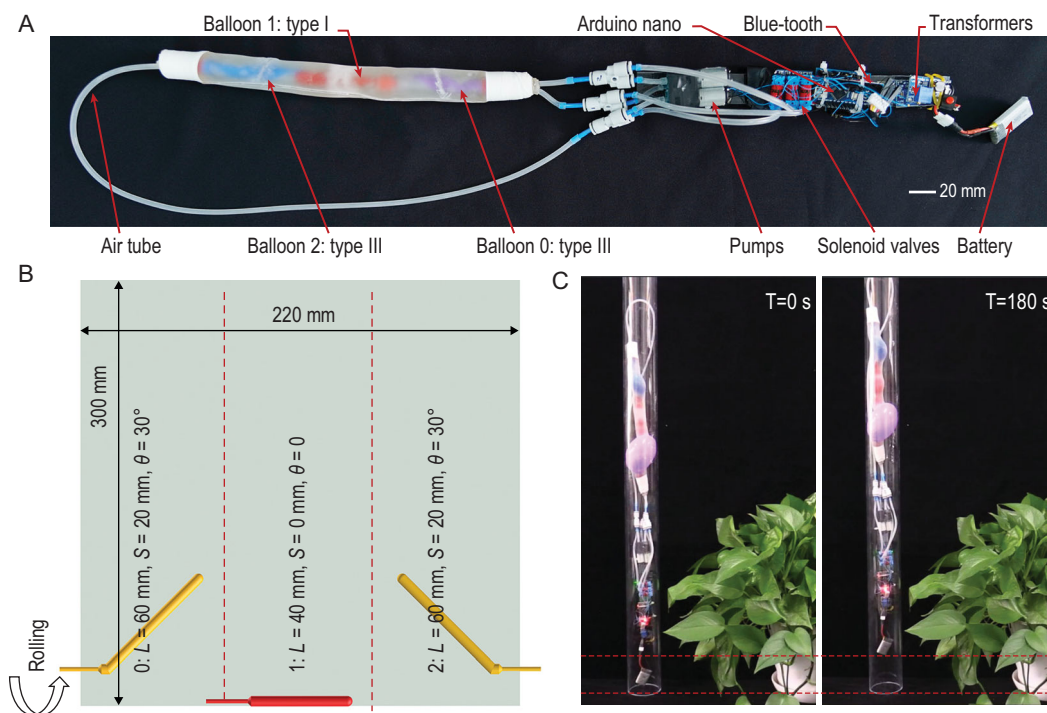 A
Balloon 1: type I
Arduino nano
Blue-tooth
Transformers
20 mm
Air tube
Balloon 2: type III
Balloon 0: type III
Pumps
Solenoid valves
Battery
B
220 mm
300 mm
0: L = 60 mm, S = 20 mm, θ = 30°
1: L = 40 mm, S = 0 mm, θ = 0
2: L = 60 mm, S = 20 mm, θ = 30°
Rolling
C
T=0 s
T=180 s